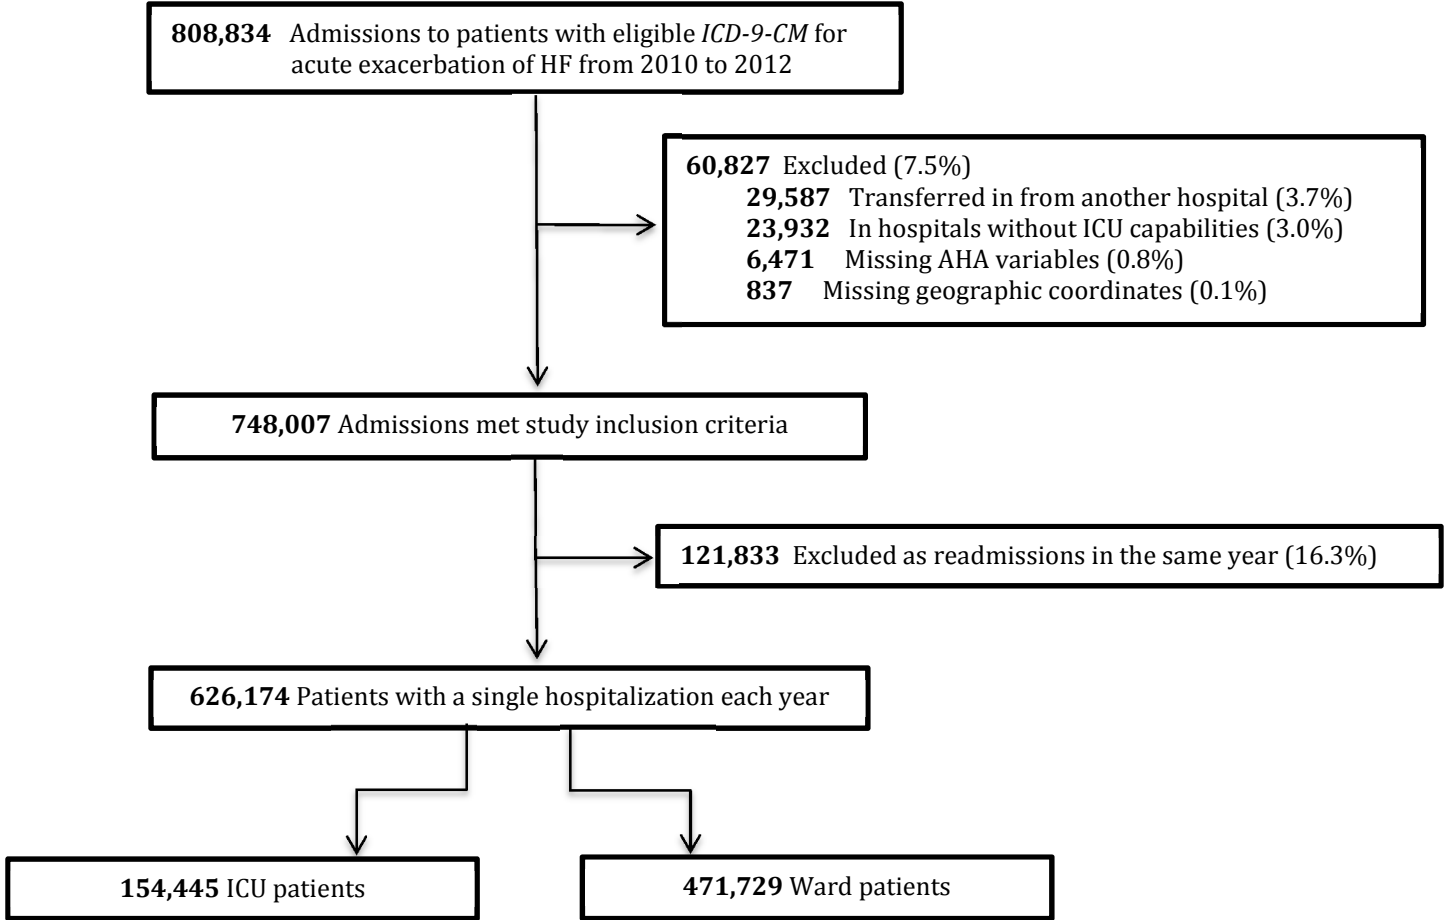 808,834 Admissions to patients with eligible ICD-9-CM for
acute exacerbation of HF from 2010 to 2012
60,827 Excluded (7.5%)
29,587 Transferred in from another hospital (3.7%)
23,932 In hospitals without ICU capabilities (3.0%)
6,471 Missing AHA variables (0.8%)
837 Missing geographic coordinates (0.1%)
748,007 Admissions met study inclusion criteria
121,833 Excluded as readmissions in the same year (16.3%)
626,174 Patients with a single hospitalization each year
154,445 ICU patients
471,729 Ward patients